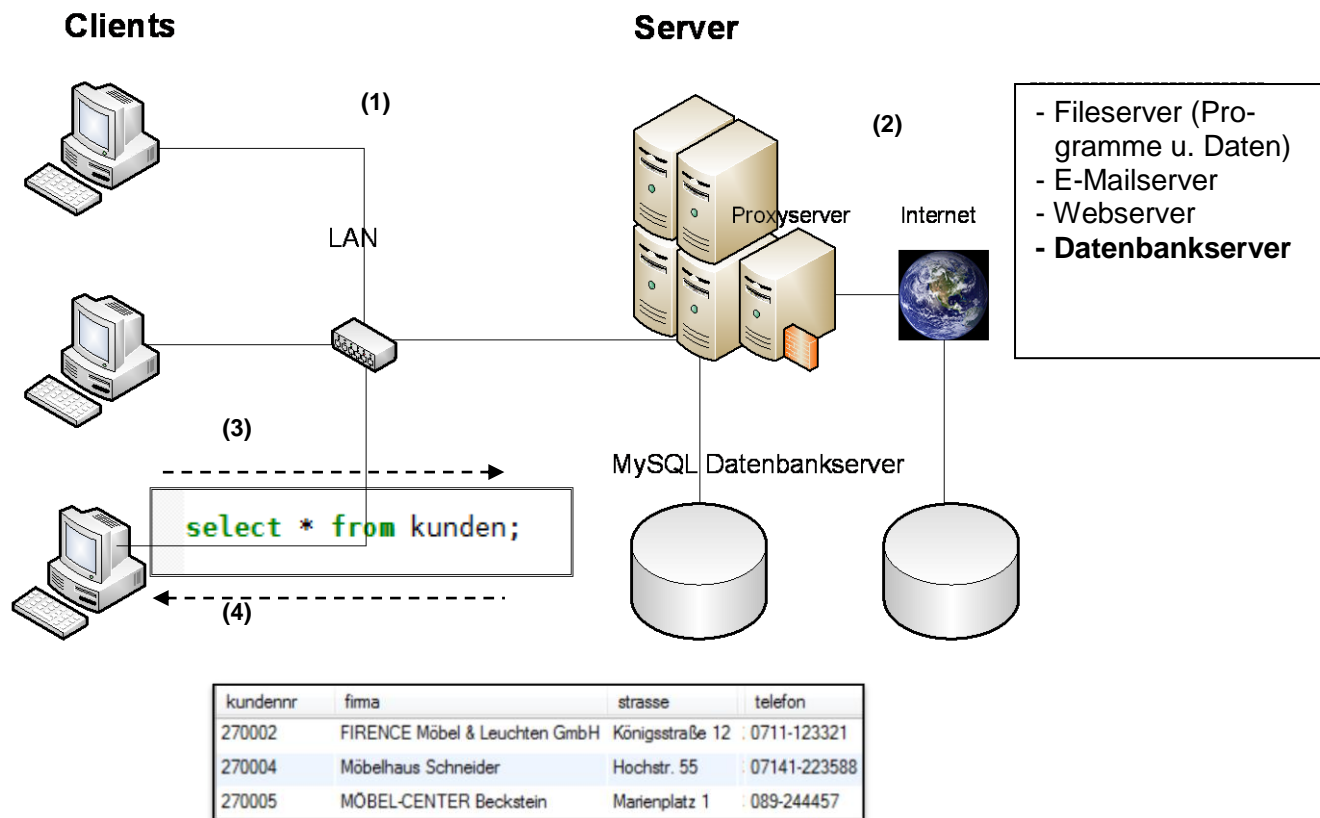 Clients
Server
(1)
(2)
- Fileserver (Pro-
gramme u. Daten)
- E-Mailserver
- Webserver
- Datenbankserver
Proxyserver
Internet
LAN
(3)
MySQL Datenbankserver
select * from kunden;
(4)
kundennr firma strasse telefon
270002 FIRENCE Möbel & Leuchten GmbH Königsstraße 12 0711-123321
270004 Möbelhaus Schneider Hochstr. 55 07141-223588
270005 MÖBEL-CENTER Beckstein Marienplatz 1 089-244457